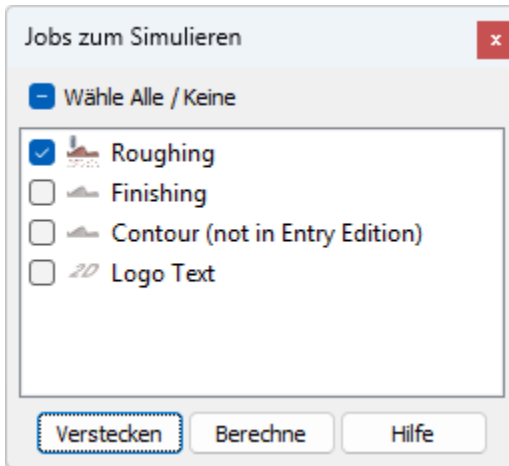 Jobs zum Simulieren
x
Wähle Alle / Keine
Roughing
Finishing
Contour (not in Entry Edition)
2D Logo Text
Verstecken Berechne Hilfe